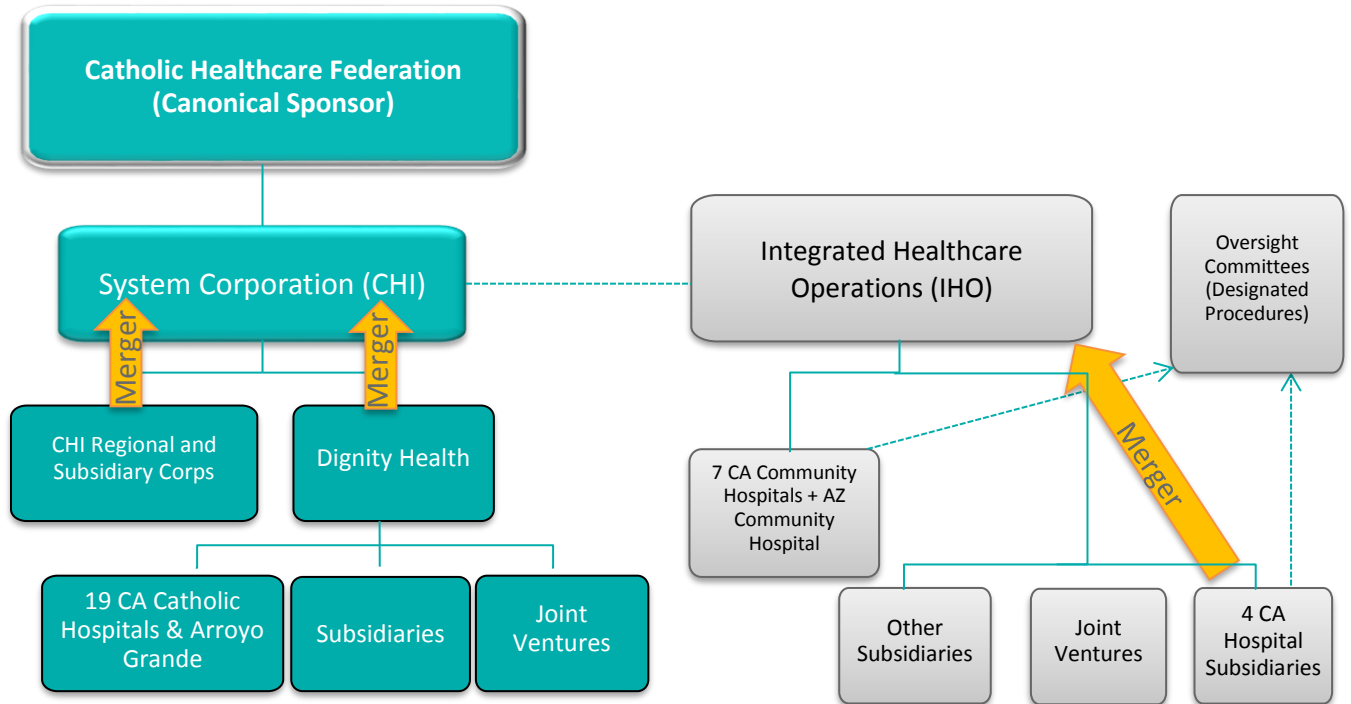 Catholic Healthcare Federation
(Canonical Sponsor)
System Corporation (CHI)
Integrated Healthcare
Operations (IHO)
Oversight
Committees
(Designated
Procedures)
Merger
Merger
Merger
CHI Regional and
Subsidiary Corps
Dignity Health
7 CA Community
Hospitals + AZ
Community
Hospital
19 CA Catholic
Hospitals & Arroyo
Grande
Subsidiaries
Joint
Ventures
Other
Subsidiaries
Joint
Ventures
4 CA
Hospital
Subsidiaries